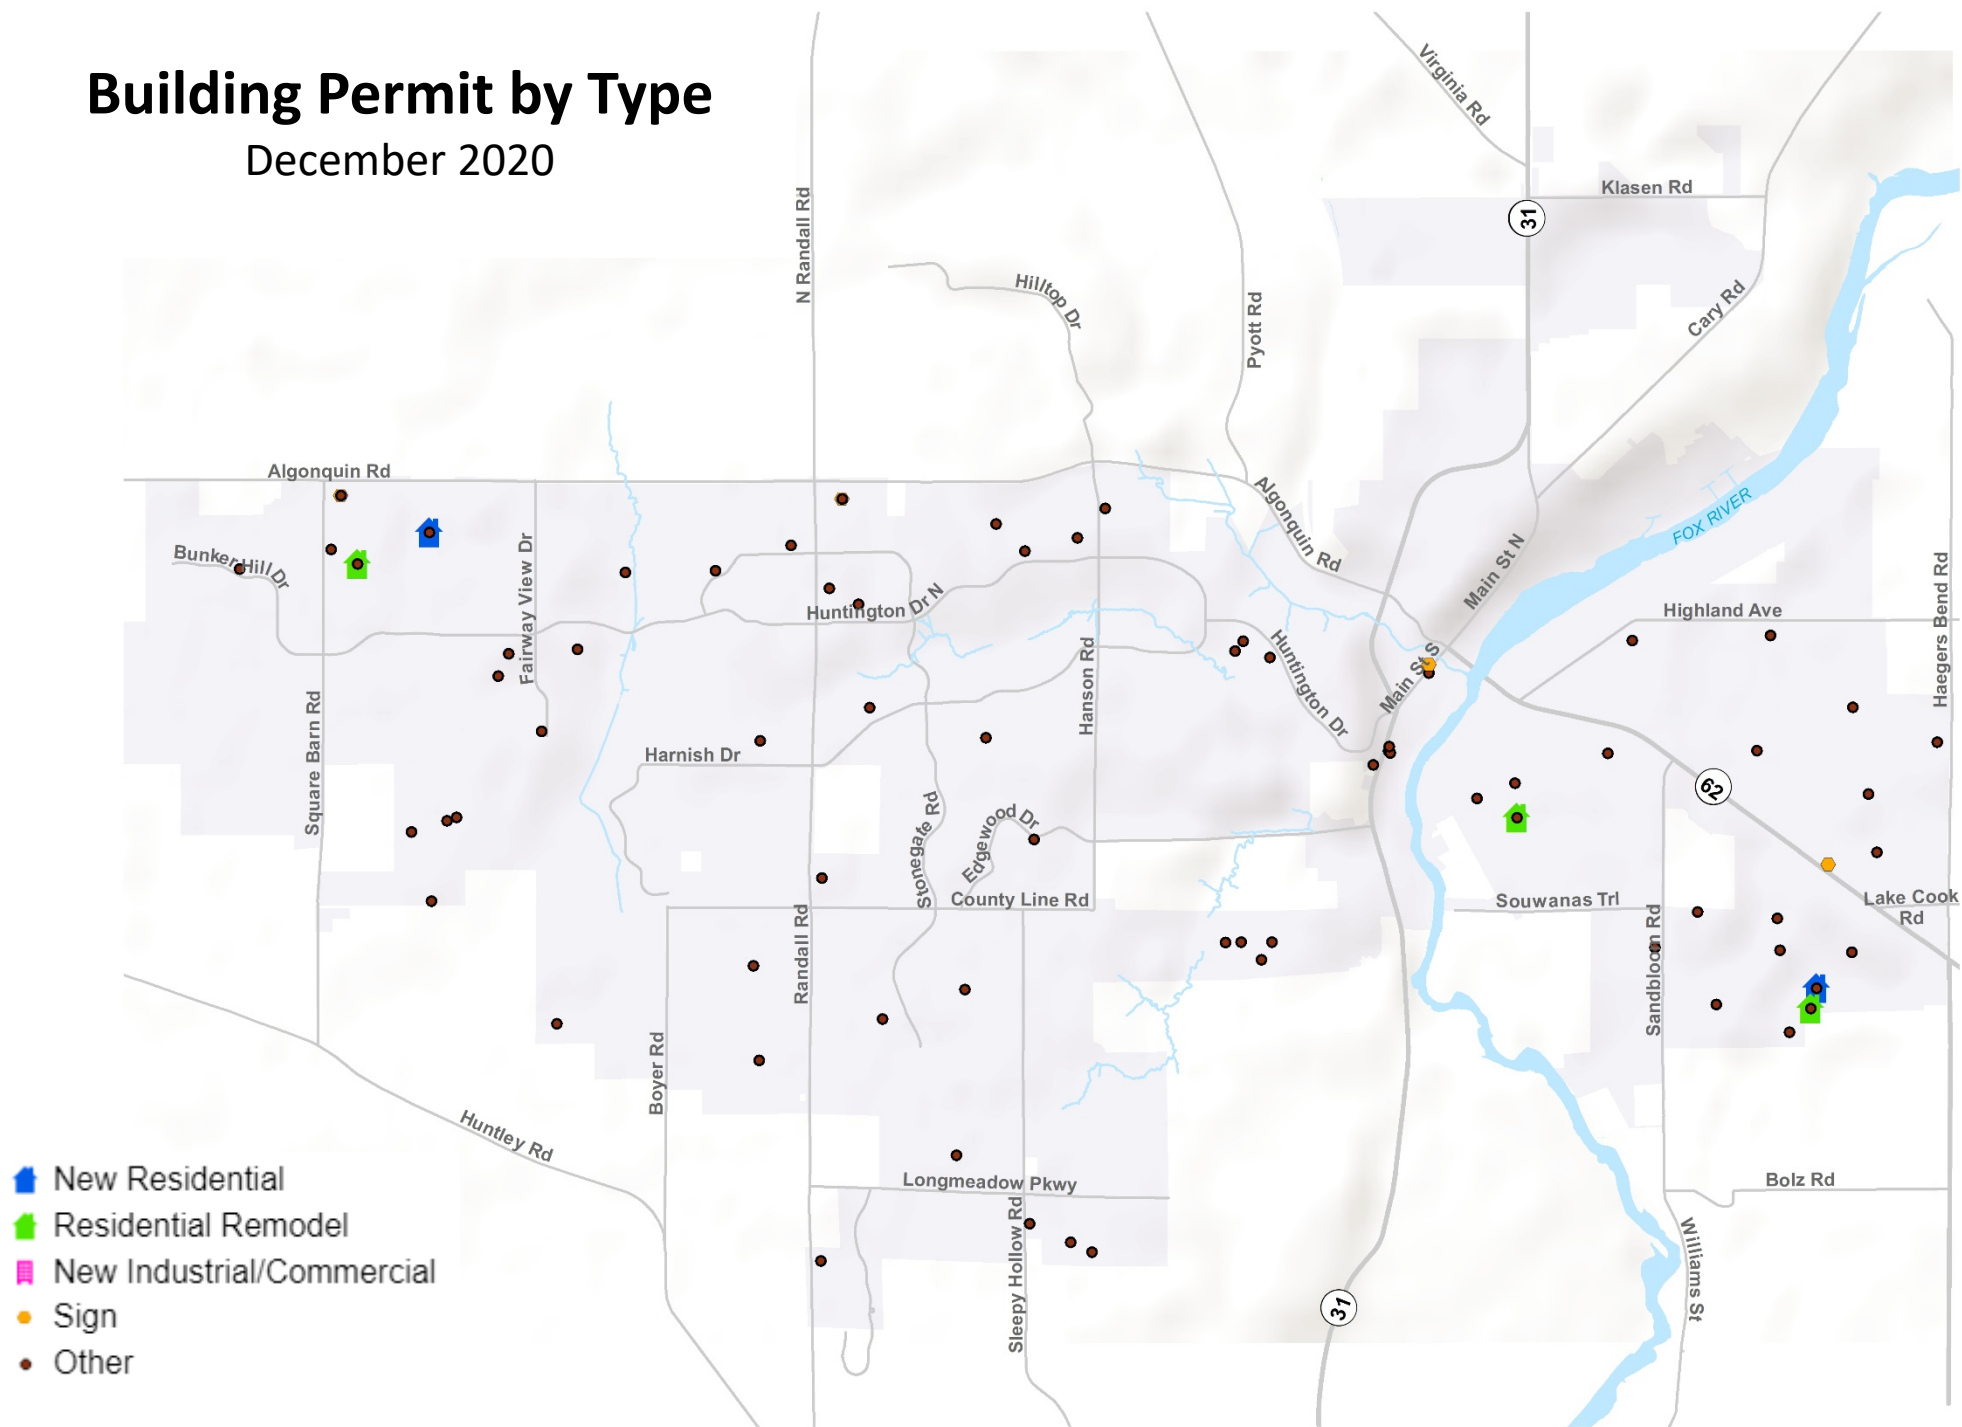 Building Permit by Type
December 2020
Virginia Rd
Klasen Rd
31
N Randall Rd
Hilltop Dr
Pyott Rd
Cary Rd
Algonquin Rd
Algonquin Rd
FOX RIVER
Main St N
Bunker Hill Dr
Fairway View Dr
Huntington Dr N
Highland Ave
Haegers Bend Rd
Hanson Rd
Huntington Dr
Main St S
Square Barn Rd
Harnish Dr
62
Stonegate Rd
Edgewood Dr
County Line Rd
Souwanas Trl
Lake Cook
Rd
Randall Rd
Sandbloom Rd
Boyer Rd
Huntley Rd
Longmeadow Pkwy
Bolz Rd
Sleepy Hollow Rd
Williams St
31
New Residential
Residential Remodel
New Industrial/Commercial
Sign
Other